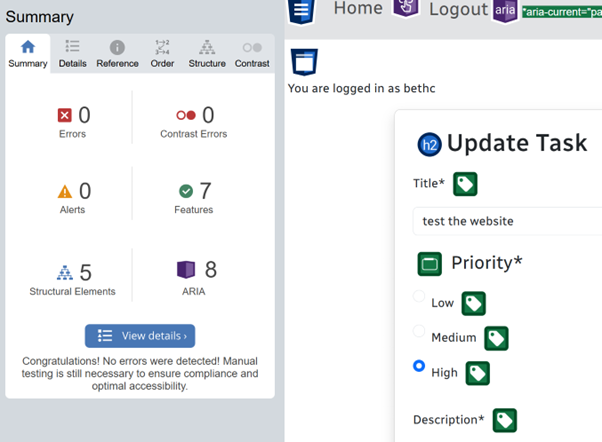 Summary
Summary Details Reference Order Structure Contrast
0 0
Errors Contrast Errors
0 7
Alerts Features
5 8
Structural Elements ARIA
View details ›
Congratulations! No errors were detected! Manual
testing is still necessary to ensure compliance and
optimal accessibility.
Home Logout aria *aria-current="pa
You are logged in as bethc
h2 Update Task
Title*
test the website
Priority*
Low
Medium
High
Description*